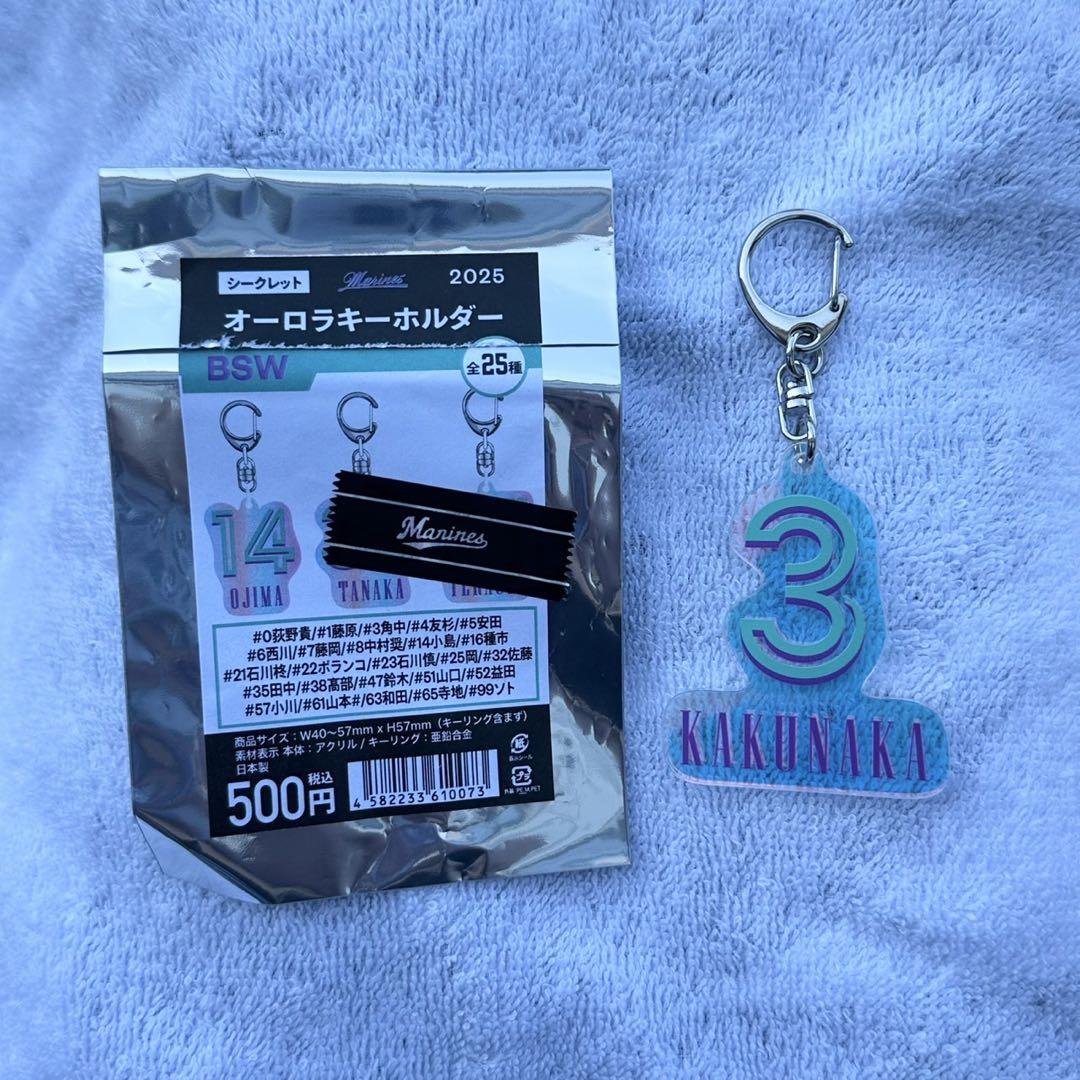 シークレット Marines 2025
オーロラキーホルダー
BSW
全25種
14
OJIMA
TANAKA
Marines
#0荻野貴/#1藤原/#3角中/#4友杉/#5安田
#6西川/#7藤岡/#8中村奨/#14小島/#16種市
#21石川柊/#22ポランコ/#23石川慎/#25岡/#32佐藤
#35田中/#38髙部/#47鈴木/#51山口/#52益田
#57小川/#61山本#/63和田/#65寺地/#99ソト
商品サイズ:W40～57mm x H57mm(キーリング含まず)
素材表示 本体:アクリル / キーリング:亜鉛合金
日本製
500円 税込
4 582233 610073
紙
プラ
外装 PE,M,PET
3
KAKUNAKA